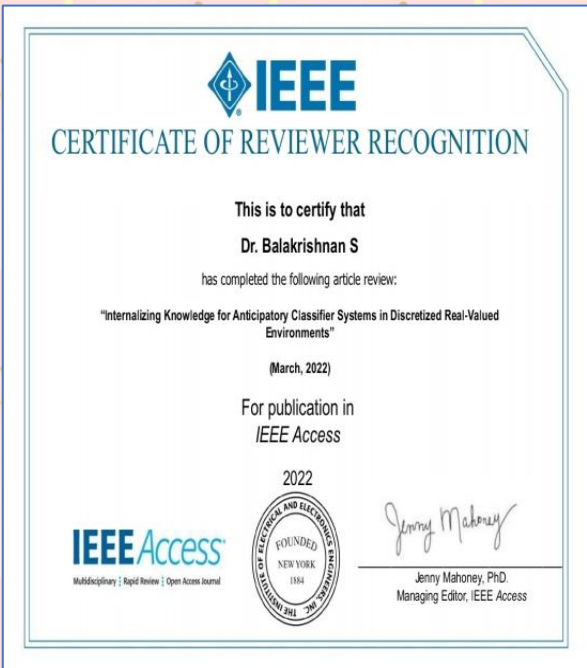 IEEE
CERTIFICATE OF REVIEWER RECOGNITION
This is to certify that
Dr. Balakrishnan S
has completed the following article review:
“Internalizing Knowledge for Anticipatory Classifier Systems in Discretized Real-Valued
Environments”
(March, 2022)
For publication in
IEEE Access
2022
THE INSTITUTE OF ELECTRICAL AND ELECTRONICS ENGINEERS, INC.
FOUNDED
NEW YORK
1884
IEEE Access
Multidisciplinary ⋮ Rapid Review ⋮ Open Access Journal
Jenny Mahoney
Jenny Mahoney, PhD.
Managing Editor, IEEE Access